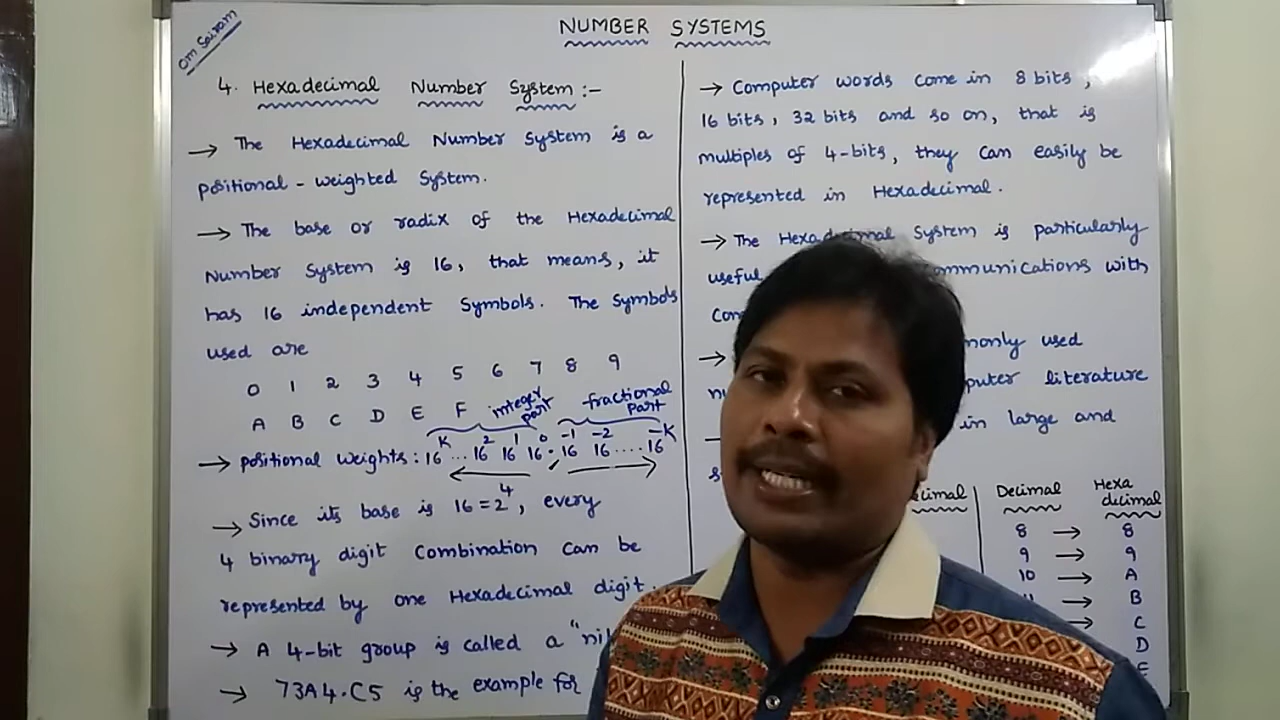 Om Sairam
NUMBER SYSTEMS
4. Hexadecimal Number System :-
→ The Hexadecimal Number System is a
positional - weighted System.
→ The base or radix of the Hexadecimal
Number System is 16, that means, it
has 16 independent Symbols. The Symbols
used are
0 1 2 3 4 5 6 7 8 9
A B C D E F
integer part
fractional part
→ positional weights : 16^K ... 16^2 16^1 16^0 . 16^-1 16^-2 .... 16^-K
→ Since its base is 16 = 2^4, every
4 binary digit Combination can be
represented by one Hexadecimal digit.
→ A 4-bit group is called a "ni
→ 73A4.C5 is the example for
→ Computer words come in 8 bits,
16 bits, 32 bits and so on, that is
multiples of 4-bits, they can easily be
represented in Hexadecimal.
→ The Hexadecimal System is particularly
useful mmunications with
Com
→ monly used
puter literature
in large and
s
cimal
Decimal Hexa decimal
8 → 8
9 → 9
10 → A
→ B
→ C
D
E